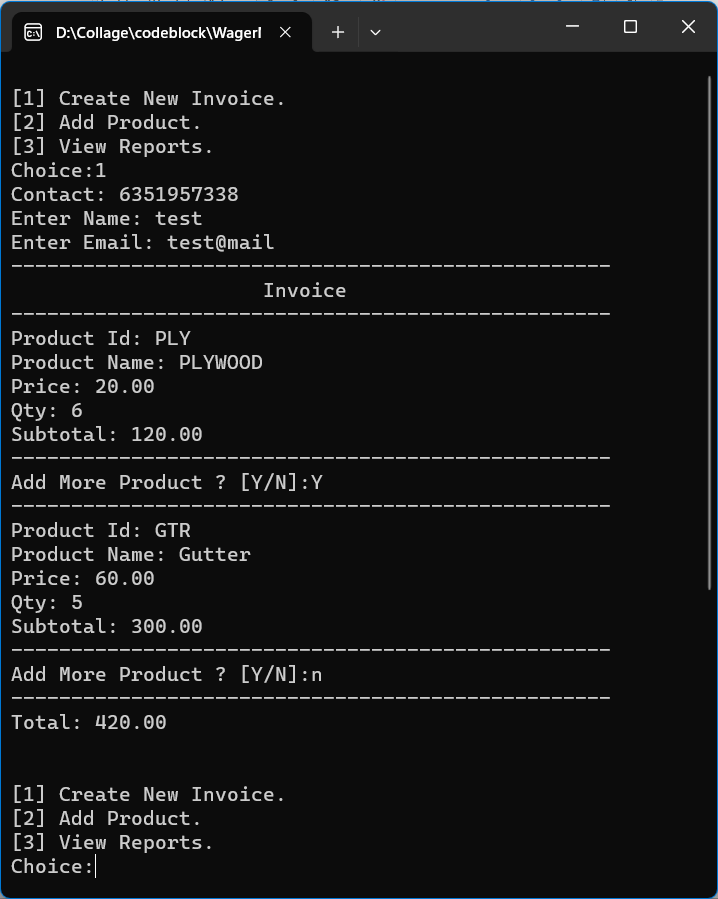 D:\Collage\codeblock\Wager
[1] Create New Invoice.
[2] Add Product.
[3] View Reports.
Choice:1
Contact: 6351957338
Enter Name: test
Enter Email: test@mail
--------------------------------------------------
Invoice
--------------------------------------------------
Product Id: PLY
Product Name: PLYWOOD
Price: 20.00
Qty: 6
Subtotal: 120.00
--------------------------------------------------
Add More Product ? [Y/N]:Y
--------------------------------------------------
Product Id: GTR
Product Name: Gutter
Price: 60.00
Qty: 5
Subtotal: 300.00
--------------------------------------------------
Add More Product ? [Y/N]:n
--------------------------------------------------
Total: 420.00
[1] Create New Invoice.
[2] Add Product.
[3] View Reports.
Choice: